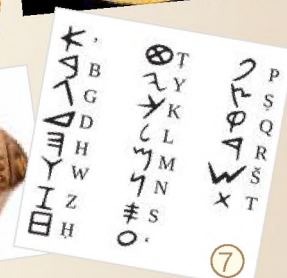 𐤀 ʾ
𐤁 B
𐤂 G
𐤃 D
𐤄 H
𐤅 W
𐤆 Z
𐤇 Ḥ
𐤈 Ṭ
𐤉 Y
𐤊 K
𐤋 L
𐤌 M
𐤍 N
𐤎 S
𐤏 ʿ
𐤐 P
𐤑 Ṣ
𐤒 Q
𐤓 R
𐤔 Š
𐤕 T
7